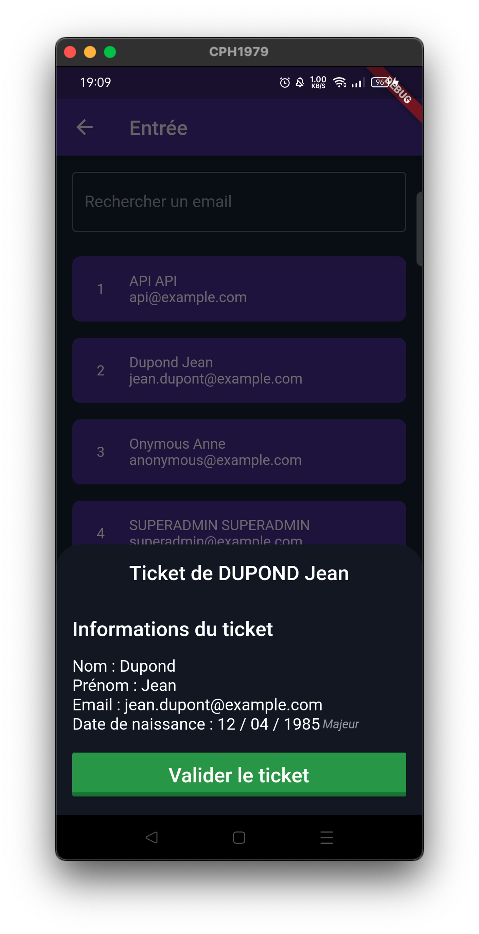 CPH1979
19:09
1.00
KB/S
DEBUG
Entrée
Rechercher un email
1
API API
api@example.com
2
Dupond Jean
jean.dupont@example.com
3
Onymous Anne
anonymous@example.com
4
SUPERADMIN SUPERADMIN
superadmin@example.com
Ticket de DUPOND Jean
Informations du ticket
Nom : Dupond
Prénom : Jean
Email : jean.dupont@example.com
Date de naissance : 12 / 04 / 1985 Majeur
Valider le ticket